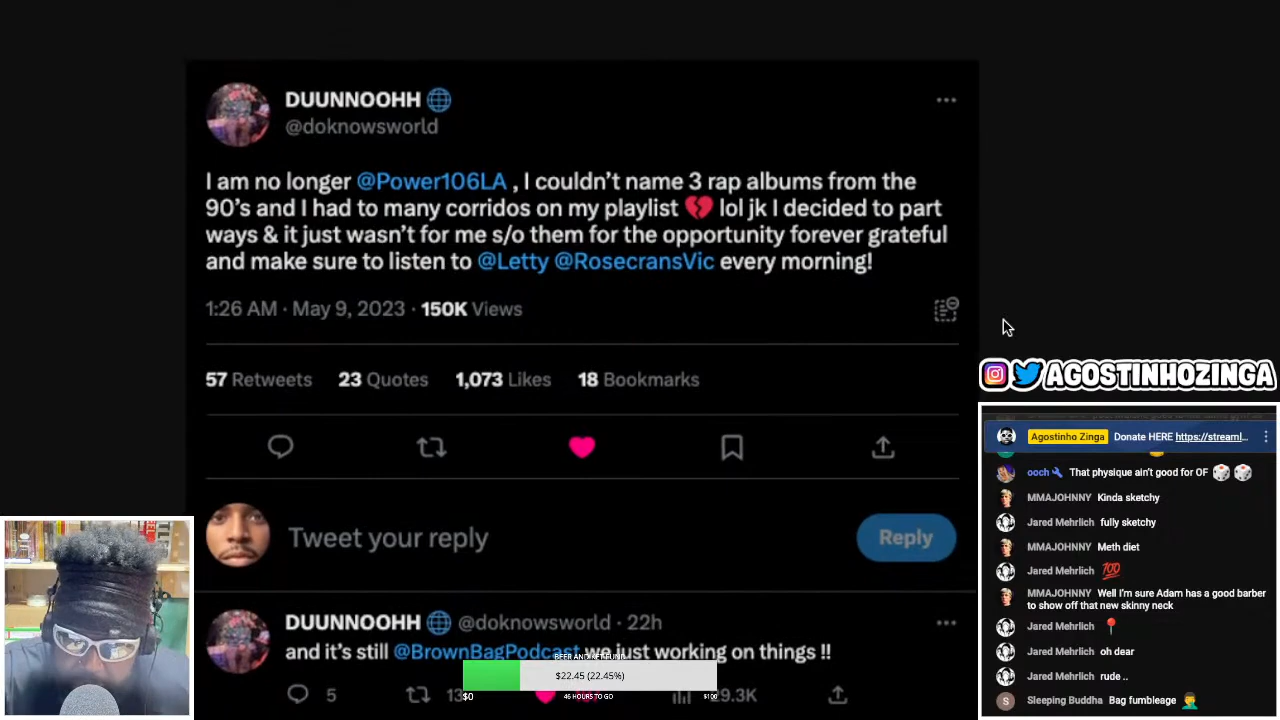 DUUNNOOHH
@doknowsworld
I am no longer @Power106LA , I couldn't name 3 rap albums from the
90's and I had to many corridos on my playlist 💔 lol jk I decided to part
ways & it just wasn't for me s/o them for the opportunity forever grateful
and make sure to listen to @Letty @RosecransVic every morning!
1:26 AM · May 9, 2023 · 150K Views
57 Retweets 23 Quotes 1,073 Likes 18 Bookmarks
Tweet your reply
Reply
DUUNNOOHH @doknowsworld · 22h
and it's still @BrownBagPodcast we just working on things !!
5
$22.45 (22.45%)
$0 46 HOURS TO GO $100
AGOSTINHOZINGA
Agostinho Zinga Donate HERE https://streaml...
ooch That physique ain't good for OF 🎲 🎲
MMAJOHNNY Kinda sketchy
Jared Mehrlich fully sketchy
MMAJOHNNY Meth diet
Jared Mehrlich 💯
MMAJOHNNY Well I'm sure Adam has a good barber
to show off that new skinny neck
Jared Mehrlich 📍
Jared Mehrlich oh dear
Jared Mehrlich rude ..
S Sleeping Buddha Bag fumbleage 🤦‍♂️